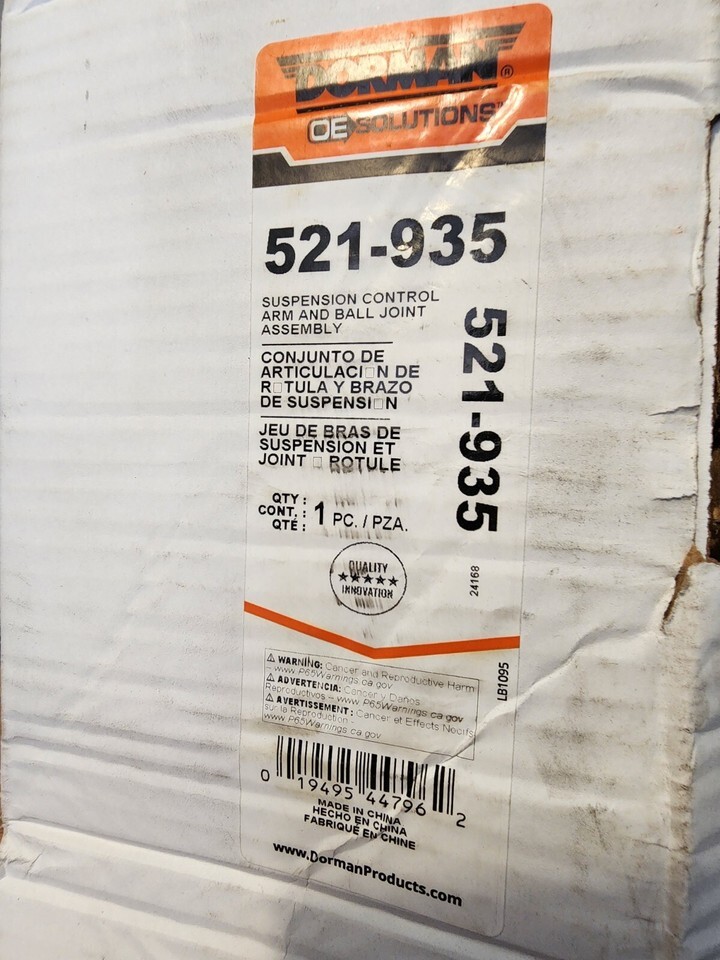 DORMAN®
OE SOLUTIONS™
521-935
SUSPENSION CONTROL
ARM AND BALL JOINT
ASSEMBLY
CONJUNTO DE
ARTICULACI□N DE
R□TULA Y BRAZO
DE SUSPENSI□N
JEU DE BRAS DE
SUSPENSION ET
JOINT □ ROTULE
521-935
QTY :
CONT. : 1 PC. / PZA.
QTÉ :
QUALITY
★★★★★
INNOVATION
24168
LB1095
⚠ WARNING: Cancer and Reproductive Harm
– www.P65Warnings.ca.gov
⚠ ADVERTENCIA: Cancer y Daños
Reproductivos – www.P65Warnings.ca.gov
⚠ AVERTISSEMENT : Cancer et Effects Nocifs
sur la Reproduction -
www.P65Warnings.ca.gov
0 19495 44796 2
MADE IN CHINA
HECHO EN CHINA
FABRIQUÉ EN CHINE
www.DormanProducts.com